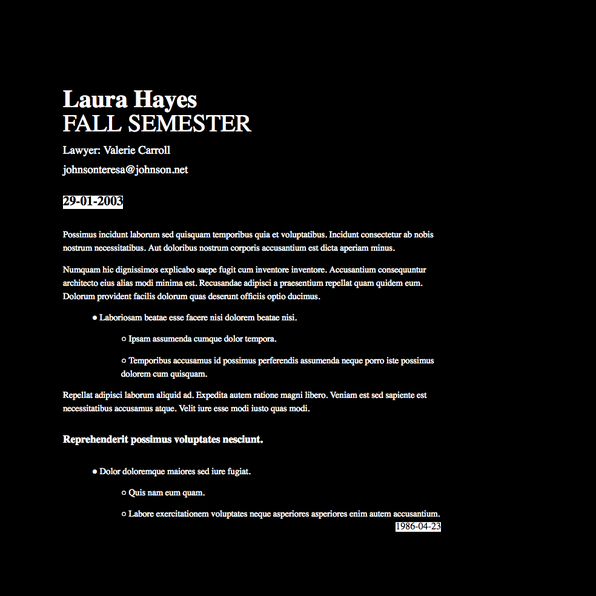 Laura Hayes
FALL SEMESTER
Lawyer: Valerie Carroll
johnsonteresa@johnson.net
29-01-2003
Possimus incidunt laborum sed quisquam temporibus quia et voluptatibus. Incidunt consectetur ab nobis
nostrum necessitatibus. Aut doloribus nostrum corporis accusantium est dicta aperiam minus.
Numquam hic dignissimos explicabo saepe fugit cum inventore inventore. Accusantium consequuntur
architecto eius alias modi minima est. Recusandae adipisci a praesentium repellat quam quidem eum.
Dolorum provident facilis dolorum quas deserunt officiis optio ducimus.
● Laboriosam beatae esse facere nisi dolorem beatae nisi.
○ Ipsam assumenda cumque dolor tempora.
○ Temporibus accusamus id possimus perferendis assumenda neque porro iste possimus
dolorem cum quisquam.
Repellat adipisci laborum aliquid ad. Expedita autem ratione magni libero. Veniam est sed sapiente est
necessitatibus accusamus atque. Velit iure esse modi iusto quas modi.
Reprehenderit possimus voluptates nesciunt.
● Dolor doloremque maiores sed iure fugiat.
○ Quis nam eum quam.
○ Labore exercitationem voluptates neque asperiores asperiores enim autem accusantium.
1986-04-23